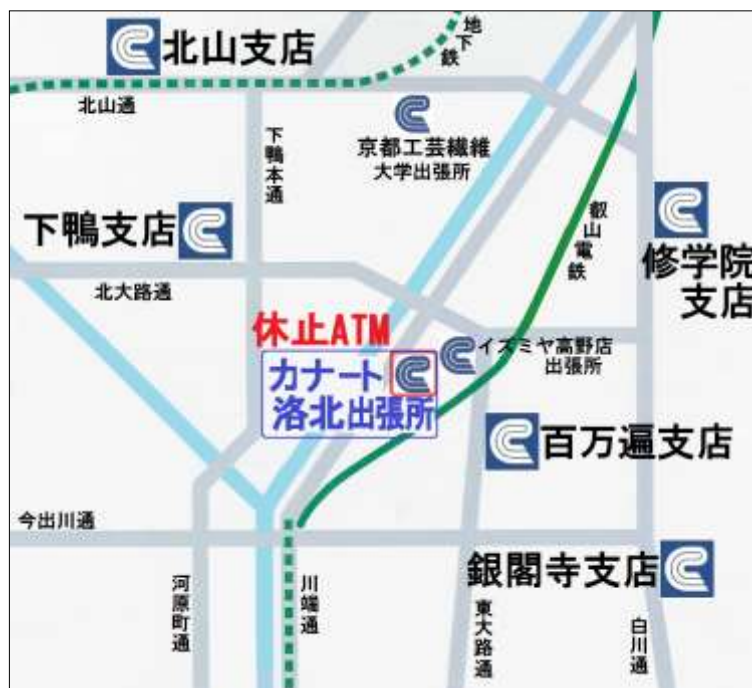 北山支店
地下鉄
北山通
下鴨本通
京都工芸繊維
大学出張所
下鴨支店
叡山電鉄
修学院
支店
北大路通
休止ATM
カナート
洛北出張所
イズミヤ高野店
出張所
百万遍支店
今出川通
銀閣寺支店
河原町通
川端通
東大路通
白川通